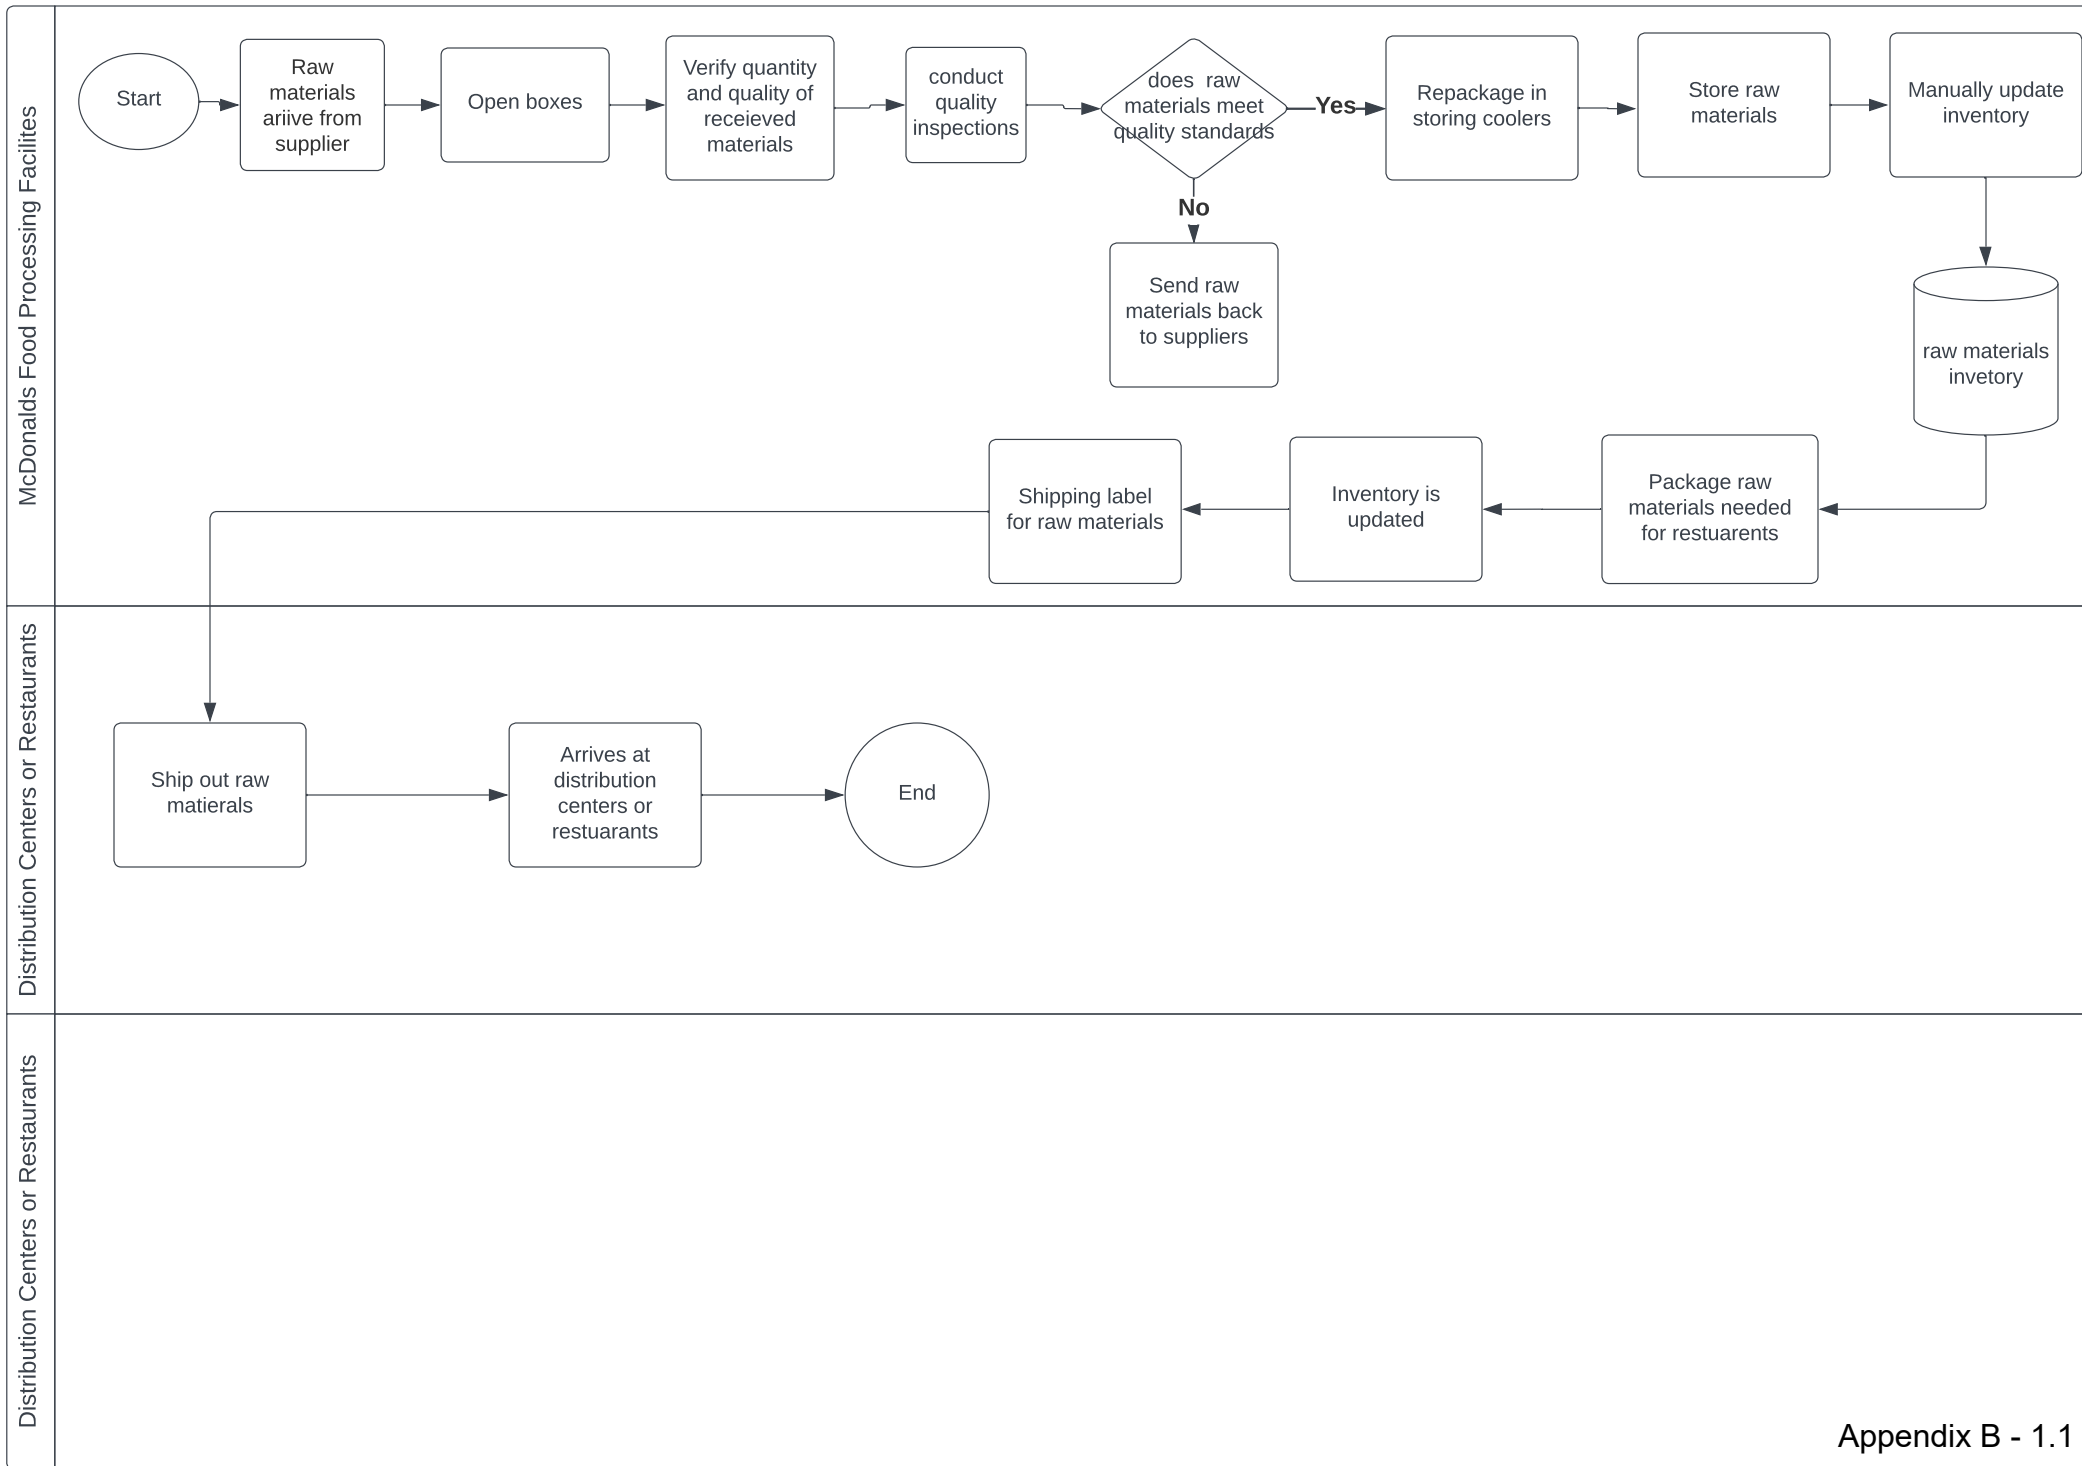 McDonalds Food Processing Facilites
Start
Raw
materials
ariive from
supplier
Open boxes
Verify quantity
and quality of
receieved
materials
conduct
quality
inspections
does raw
materials meet
quality standards
Yes
Repackage in
storing coolers
Store raw
materials
Manually update
inventory
No
Send raw
materials back
to suppliers
raw materials
invetory
Package raw
materials needed
for restuarents
Inventory is
updated
Shipping label
for raw materials
Distribution Centers or Restaurants
Ship out raw
matierals
Arrives at
distribution
centers or
restuarants
End
Distribution Centers or Restaurants
Appendix B - 1.1